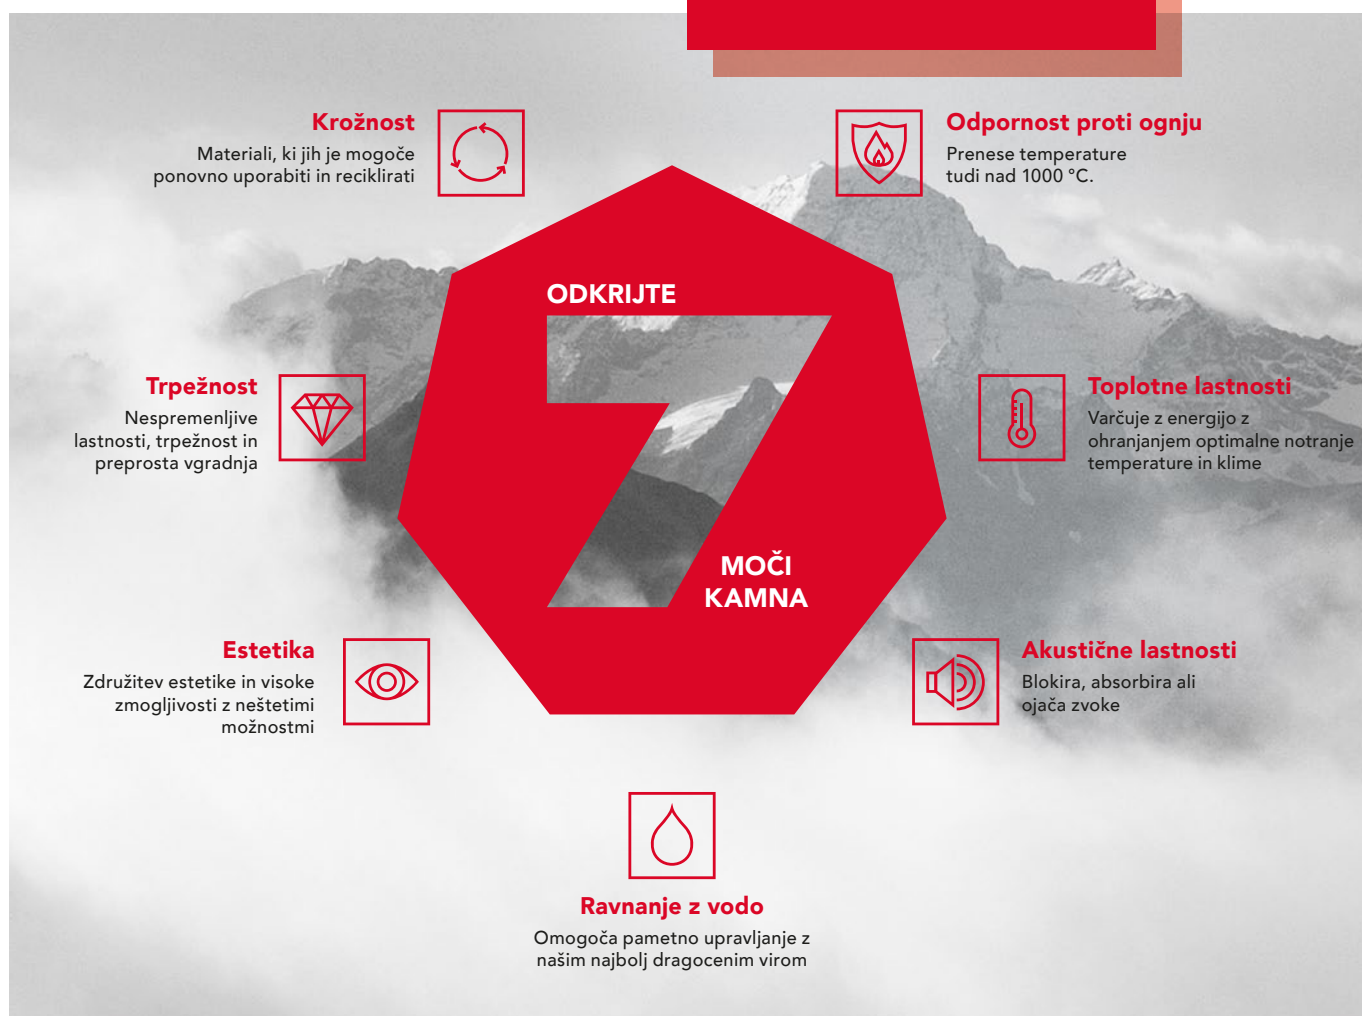 Krožnost
Materiali, ki jih je mogoče
ponovno uporabiti in reciklirati
Odpornost proti ognju
Prenese temperature
tudi nad 1000 °C.
ODKRIJTE
7
MOČI
KAMNA
Trpežnost
Nespremenljive
lastnosti, trpežnost in
preprosta vgradnja
Toplotne lastnosti
Varčuje z energijo z
ohranjanjem optimalne notranje
temperature in klime
Estetika
Združitev estetike in visoke
zmogljivosti z neštetimi
možnostmi
Akustične lastnosti
Blokira, absorbira ali
ojača zvoke
Ravnanje z vodo
Omogoča pametno upravljanje z
našim najbolj dragocenim virom